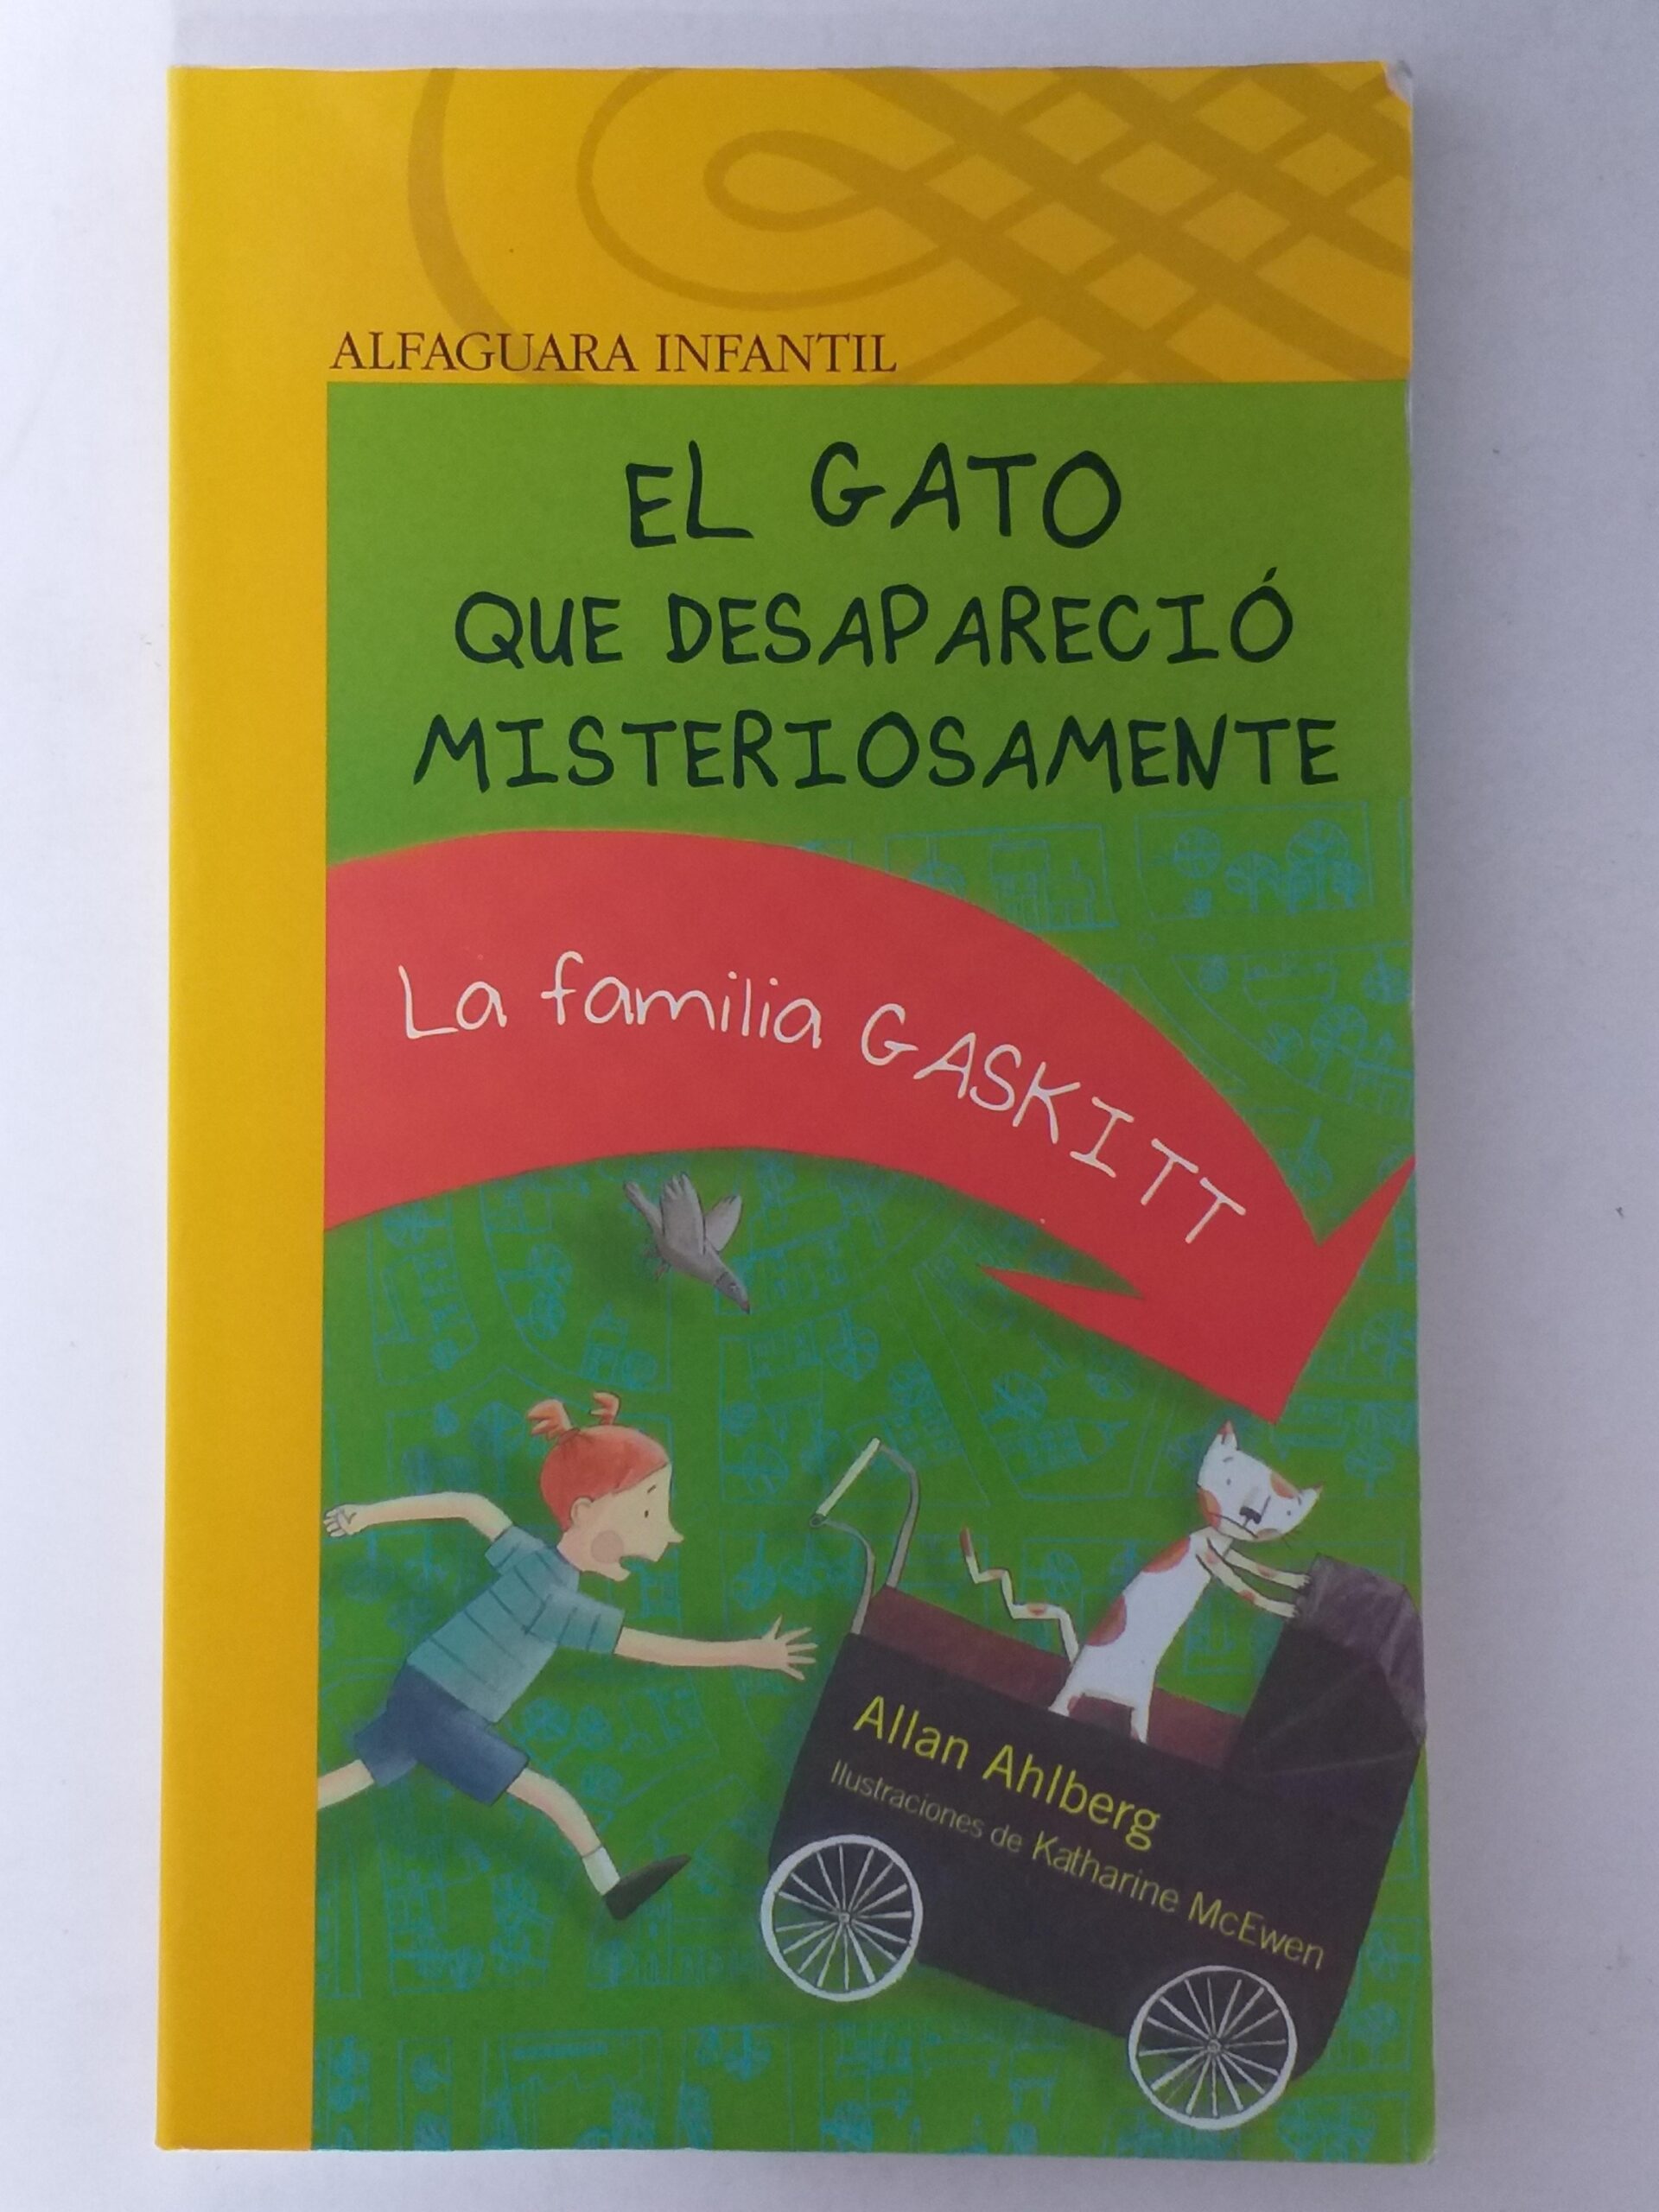 ALFAGUARA INFANTIL
EL GATO
QUE DESAPARECIÓ
MISTERIOSAMENTE
La familia GASKITT
Allan Ahlberg
Ilustraciones de Katharine McEwen